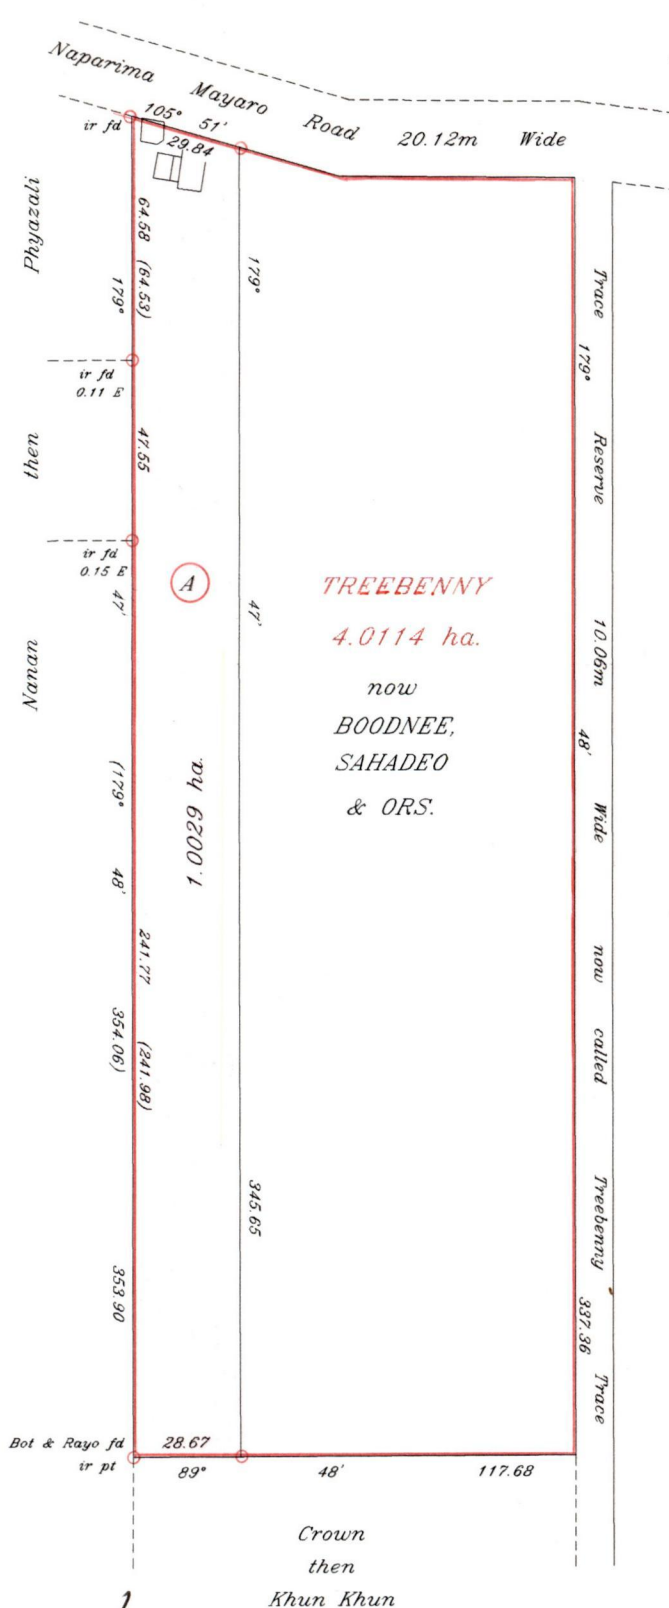 Naparima Mayaro Road 20.12m Wide
105° 51'
ir fd
29.84
Phyazali
64.58 (64.53)
179°
179°
ir fd
0.11 E
then
47.55
ir fd
0.15 E
47'
A
47'
Nanan
(179° 48' 354.06)
1.0029 ha.
241.77 (241.98)
353.90
345.65
TREEBENNY
4.0114 ha.
now
BOODNEE,
SAHADEO
& ORS.
179° 48' 337.36
Trace Reserve 10.06m Wide now called Treebenny Trace
Bot & Rayo fd
ir pt
28.67
89° 48' 117.68
Crown
then
Khun Khun
1